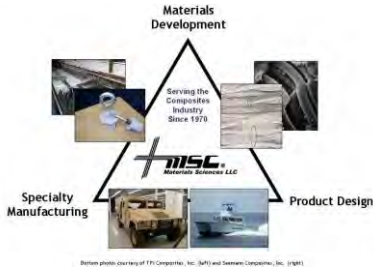 Materials
Development
Serving the
Composites
Industry
Since 1970
MSC.
Materials Sciences LLC
Specialty
Manufacturing
Product Design
Bottom photos courtesy of TPI Composites, Inc. (left) and Seemann Composites, Inc. (right)